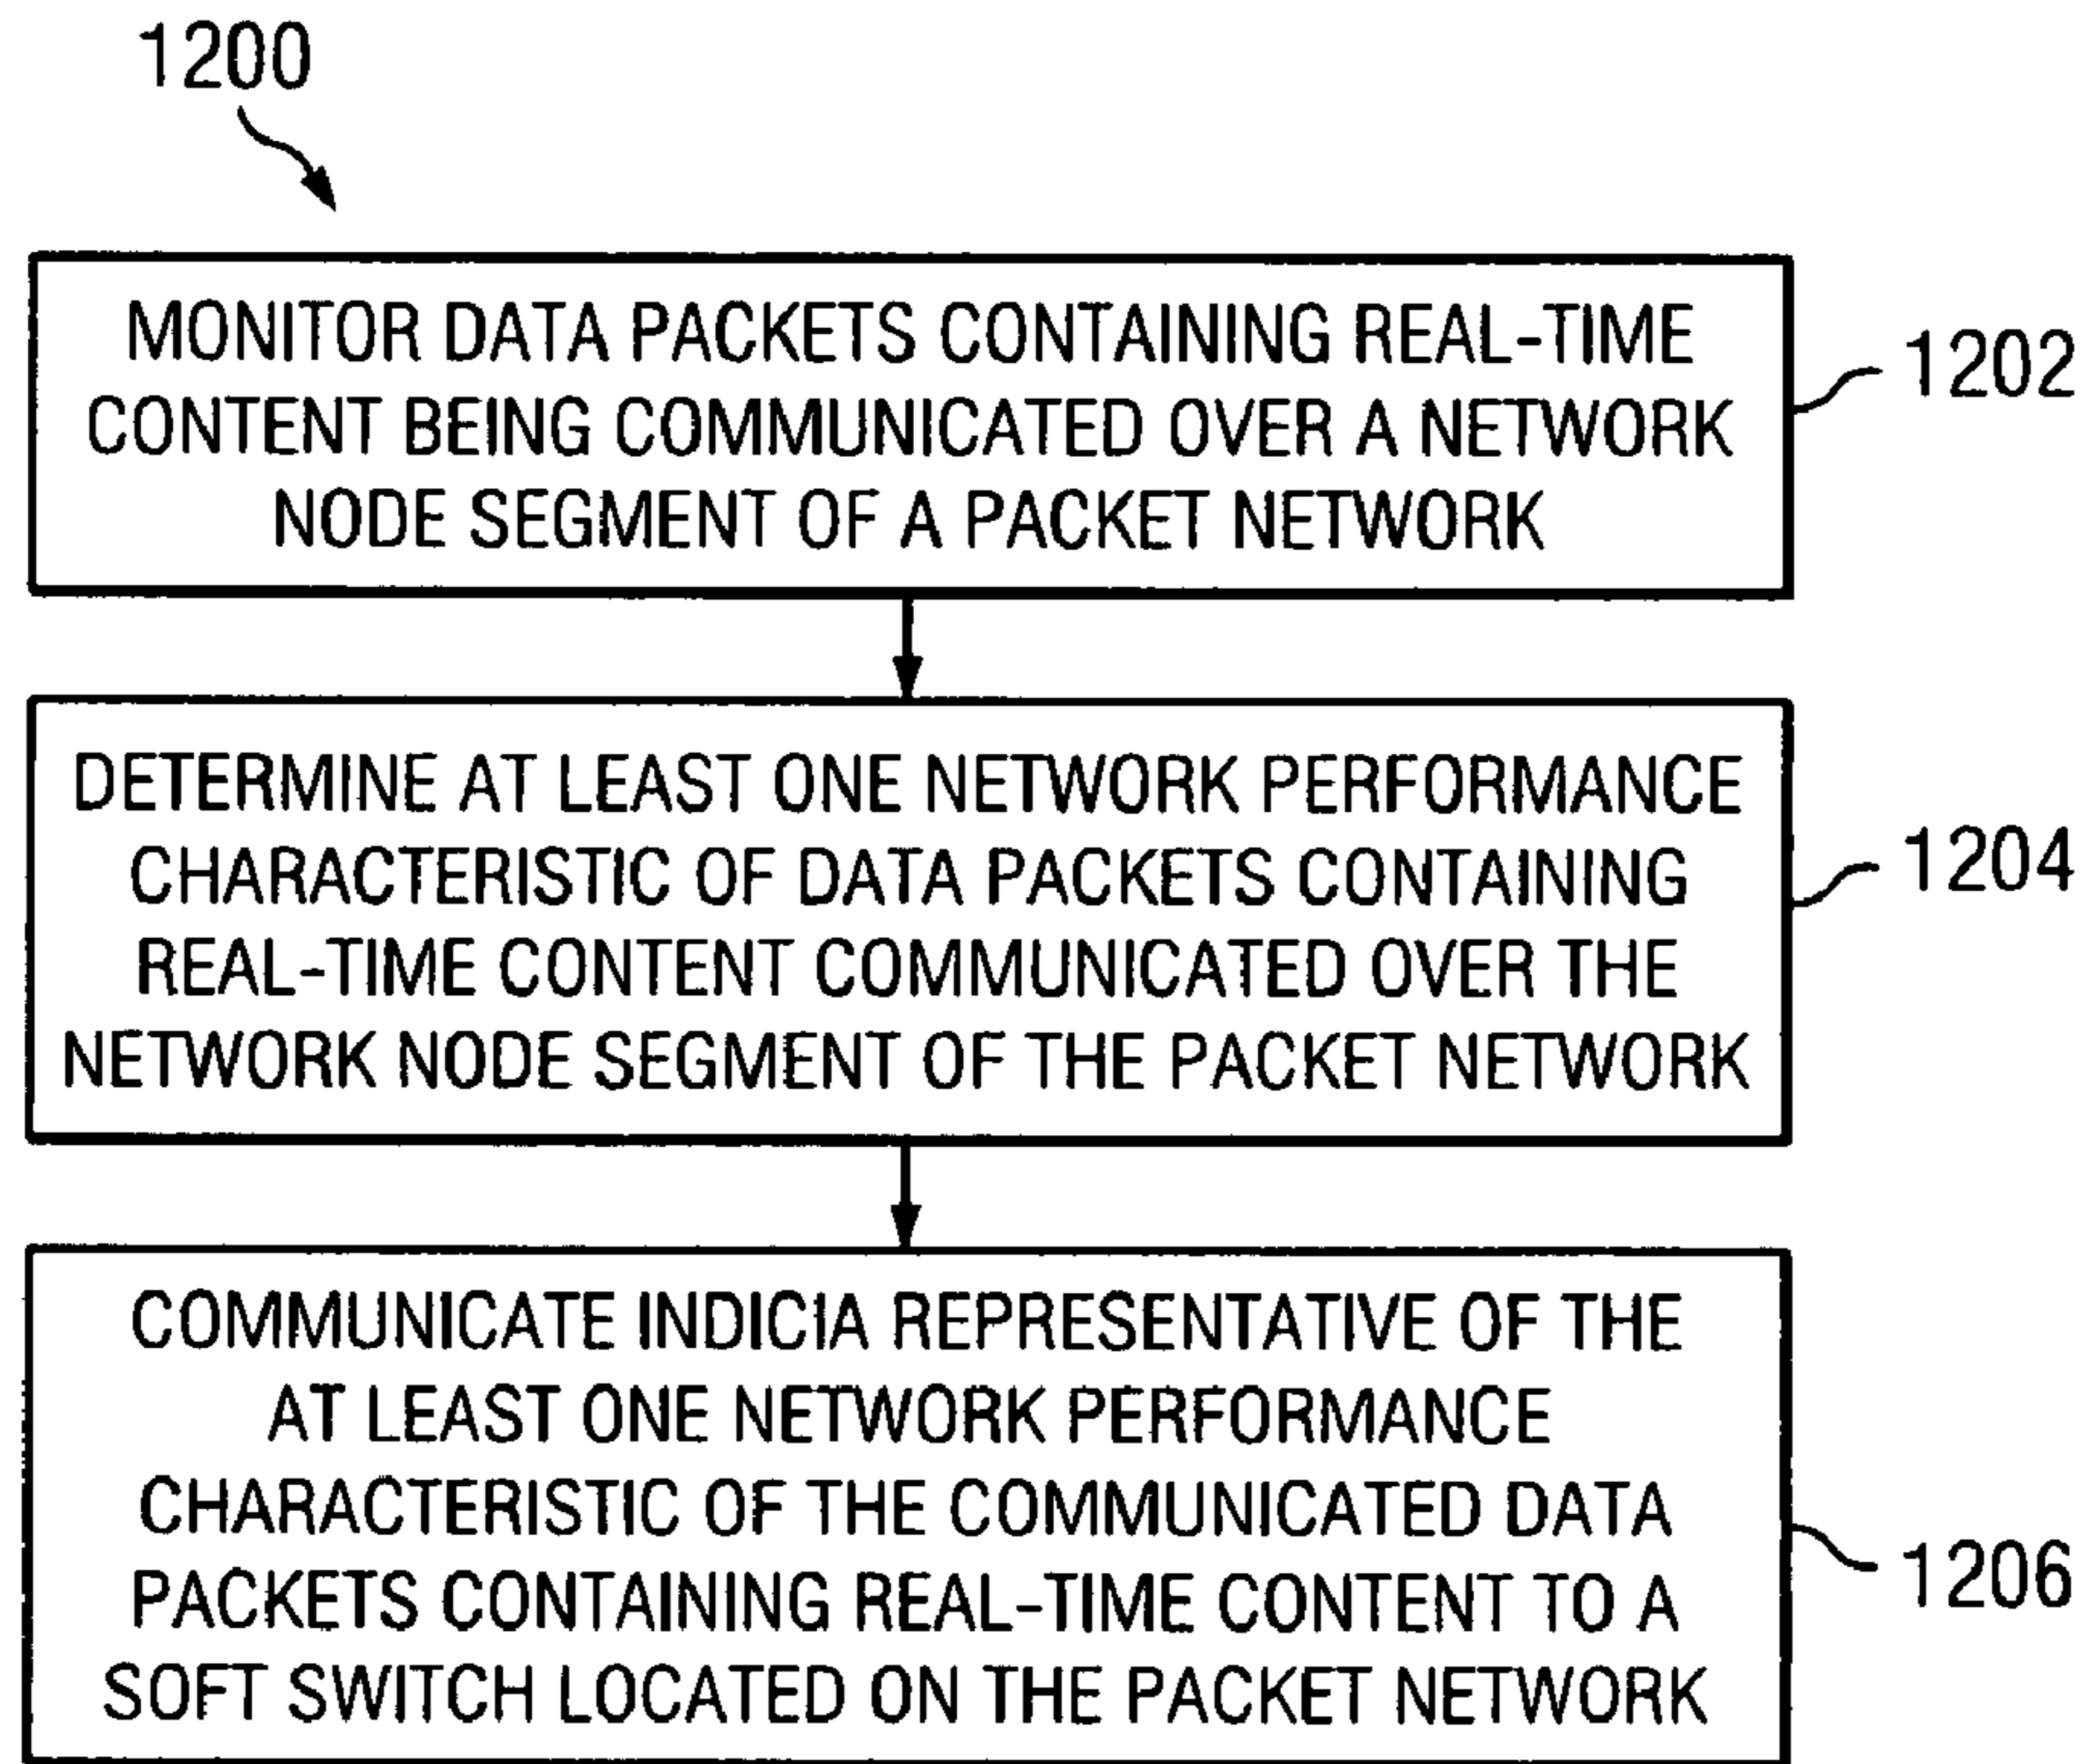 1200
MONITOR DATA PACKETS CONTAINING REAL-TIME
CONTENT BEING COMMUNICATED OVER A NETWORK
NODE SEGMENT OF A PACKET NETWORK
1202
DETERMINE AT LEAST ONE NETWORK PERFORMANCE
CHARACTERISTIC OF DATA PACKETS CONTAINING
REAL-TIME CONTENT COMMUNICATED OVER THE
NETWORK NODE SEGMENT OF THE PACKET NETWORK
1204
COMMUNICATE INDICIA REPRESENTATIVE OF THE
AT LEAST ONE NETWORK PERFORMANCE
CHARACTERISTIC OF THE COMMUNICATED DATA
PACKETS CONTAINING REAL-TIME CONTENT TO A
SOFT SWITCH LOCATED ON THE PACKET NETWORK
1206